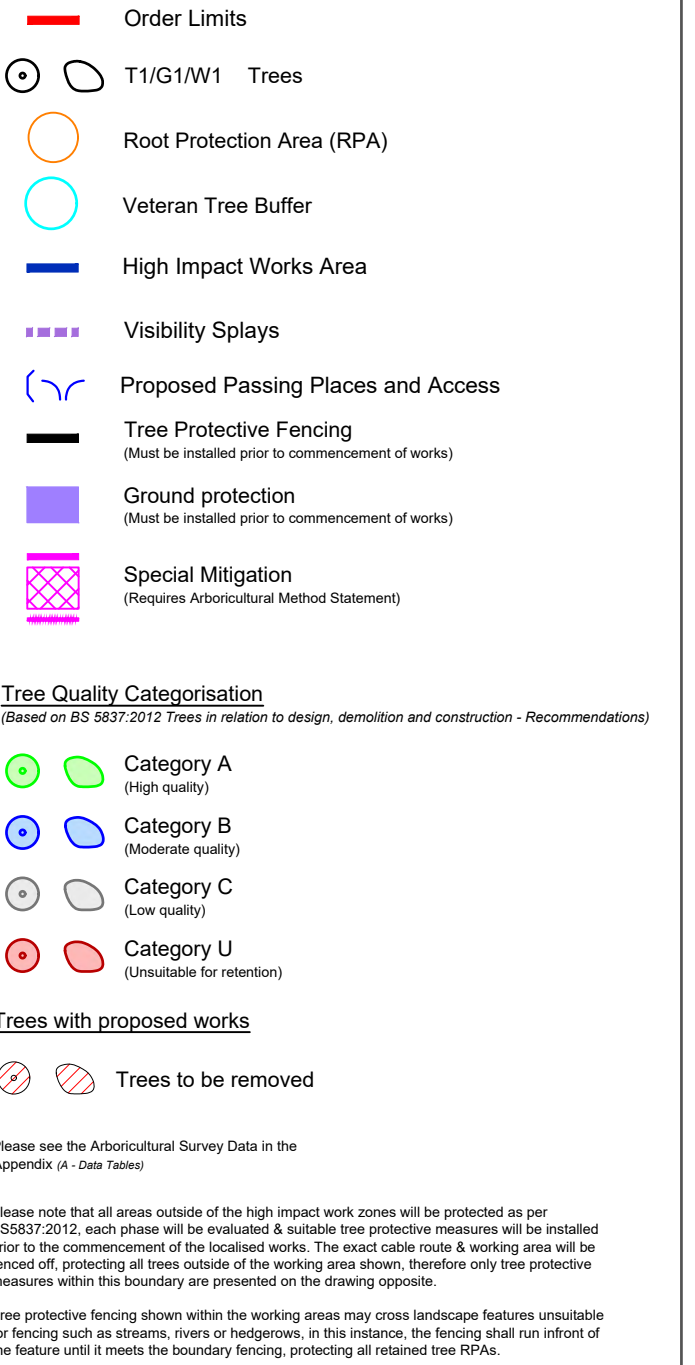 Order Limits
T1/G1/W1 Trees
Root Protection Area (RPA)
Veteran Tree Buffer
High Impact Works Area
Visibility Splays
Proposed Passing Places and Access
Tree Protective Fencing
(Must be installed prior to commencement of works)
Ground protection
(Must be installed prior to commencement of works)
Special Mitigation
(Requires Arboricultural Method Statement)
Tree Quality Categorisation
(Based on BS 5837:2012 Trees in relation to design, demolition and construction - Recommendations)
Category A
(High quality)
Category B
(Moderate quality)
Category C
(Low quality)
Category U
(Unsuitable for retention)
Trees with proposed works
Trees to be removed
lease see the Arboricultural Survey Data in the
Appendix (A - Data Tables)
lease note that all areas outside of the high impact work zones will be protected as per
S5837:2012, each phase will be evaluated & suitable tree protective measures will be installed
rior to the commencement of the localised works. The exact cable route & working area will be
enced off, protecting all trees outside of the working area shown, therefore only tree protective
measures within this boundary are presented on the drawing opposite.
ree protective fencing shown within the working areas may cross landscape features unsuitable
or fencing such as streams, rivers or hedgerows, in this instance, the fencing shall run infront of
he feature until it meets the boundary fencing, protecting all retained tree RPAs.